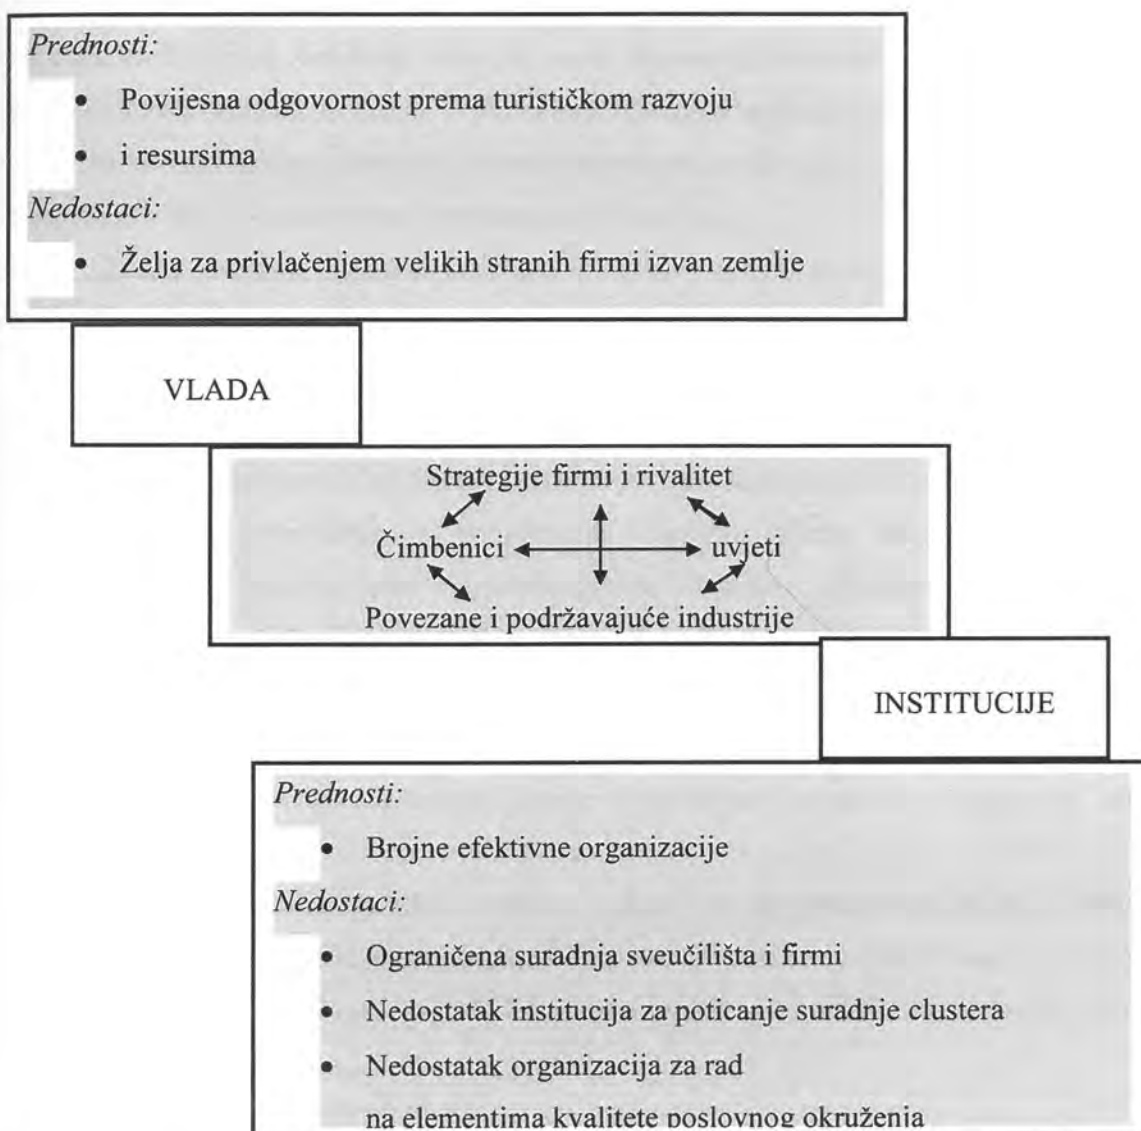 Prednosti:
• Povijesna odgovornost prema turističkom razvoju
• i resursima
Nedostaci:
• Želja za privlačenjem velikih stranih firmi izvan zemlje
VLADA
Strategije firmi i rivalitet
Čimbenici uvjeti
Povezane i podržavajuće industrije
INSTITUCIJE
Prednosti:
• Brojne efektivne organizacije
Nedostaci:
• Ograničena suradnja sveučilišta i firmi
• Nedostatak institucija za poticanje suradnje clustera
• Nedostatak organizacija za rad
na elementima kvalitete poslovnog okruženja